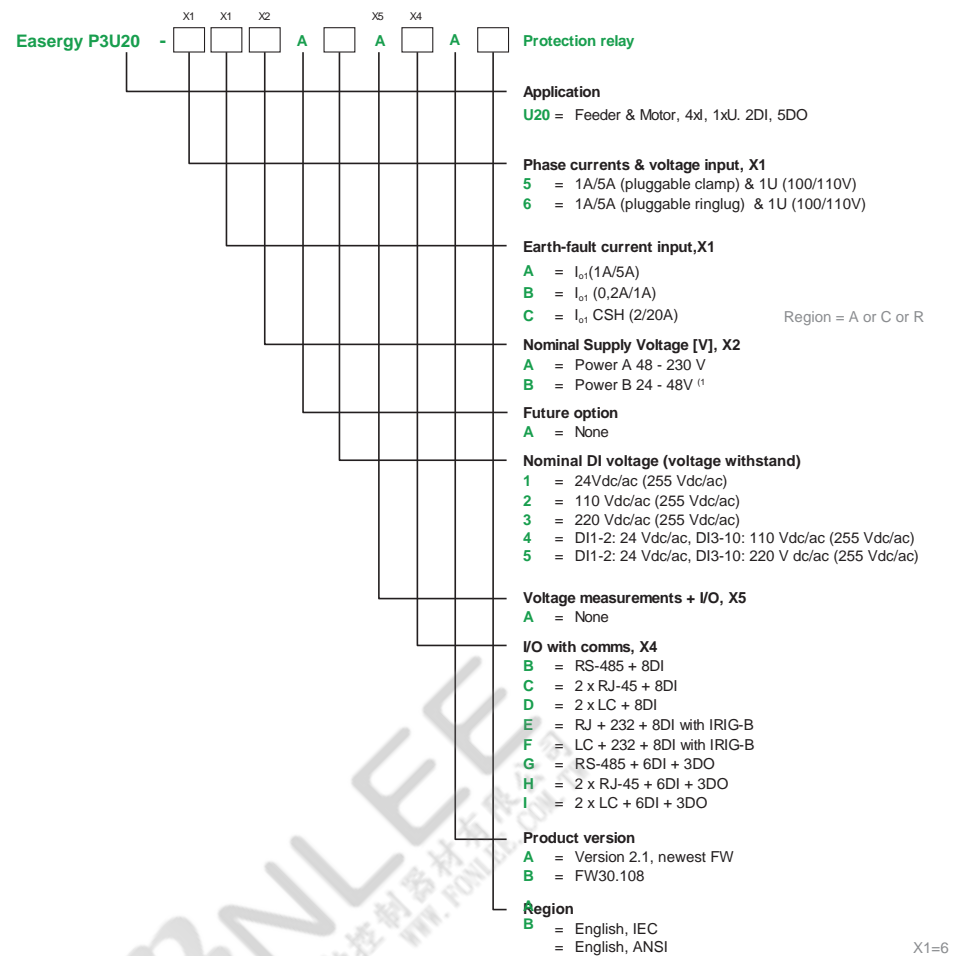 X1 X1 X2 X5 X4
Easergy P3U20 - A A A Protection relay
Application
U20 = Feeder & Motor, 4xI, 1xU. 2DI, 5DO
Phase currents & voltage input, X1
5 = 1A/5A (pluggable clamp) & 1U (100/110V)
6 = 1A/5A (pluggable ringlug) & 1U (100/110V)
Earth-fault current input,X1
A = Io1(1A/5A)
B = Io1 (0,2A/1A)
C = Io1 CSH (2/20A) Region = A or C or R
Nominal Supply Voltage [V], X2
A = Power A 48 - 230 V
B = Power B 24 - 48V (1
Future option
A = None
Nominal DI voltage (voltage withstand)
1 = 24Vdc/ac (255 Vdc/ac)
2 = 110 Vdc/ac (255 Vdc/ac)
3 = 220 Vdc/ac (255 Vdc/ac)
4 = DI1-2: 24 Vdc/ac, DI3-10: 110 Vdc/ac (255 Vdc/ac)
5 = DI1-2: 24 Vdc/ac, DI3-10: 220 V dc/ac (255 Vdc/ac)
Voltage measurements + I/O, X5
A = None
I/O with comms, X4
B = RS-485 + 8DI
C = 2 x RJ-45 + 8DI
D = 2 x LC + 8DI
E = RJ + 232 + 8DI with IRIG-B
F = LC + 232 + 8DI with IRIG-B
G = RS-485 + 6DI + 3DO
H = 2 x RJ-45 + 6DI + 3DO
I = 2 x LC + 6DI + 3DO
Product version
A = Version 2.1, newest FW
B = FW30.108
A
Region
B = English, IEC
= English, ANSI X1=6
WWW.FONLEE.COM.TW